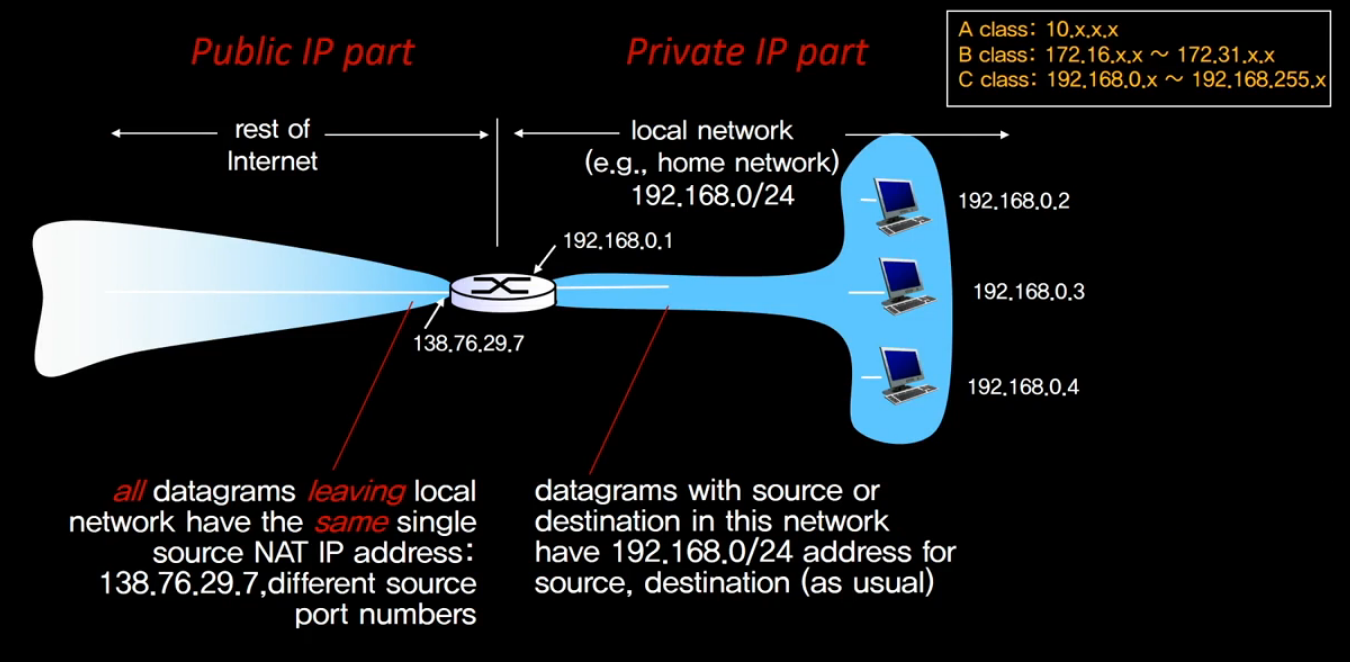 Public IP part
Private IP part
A class: 10.x.x.x
B class: 172.16.x.x ~ 172.31.x.x
C class: 192.168.0.x ~ 192.168.255.x
rest of
Internet
local network
(e.g., home network)
192.168.0/24
192.168.0.1
138.76.29.7
192.168.0.2
192.168.0.3
192.168.0.4
all datagrams leaving local
network have the same single
source NAT IP address:
138.76.29.7,different source
port numbers
datagrams with source or
destination in this network
have 192.168.0/24 address for
source, destination (as usual)